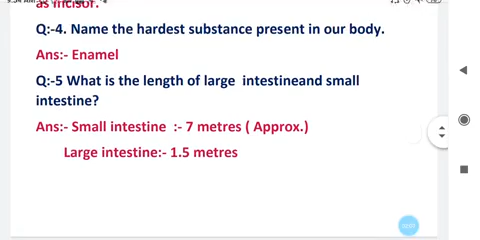 as incisor.
Q:-4. Name the hardest substance present in our body.
Ans:- Enamel
Q:-5 What is the length of large intestineand small
intestine?
Ans:- Small intestine :- 7 metres ( Approx.)
Large intestine:- 1.5 metres